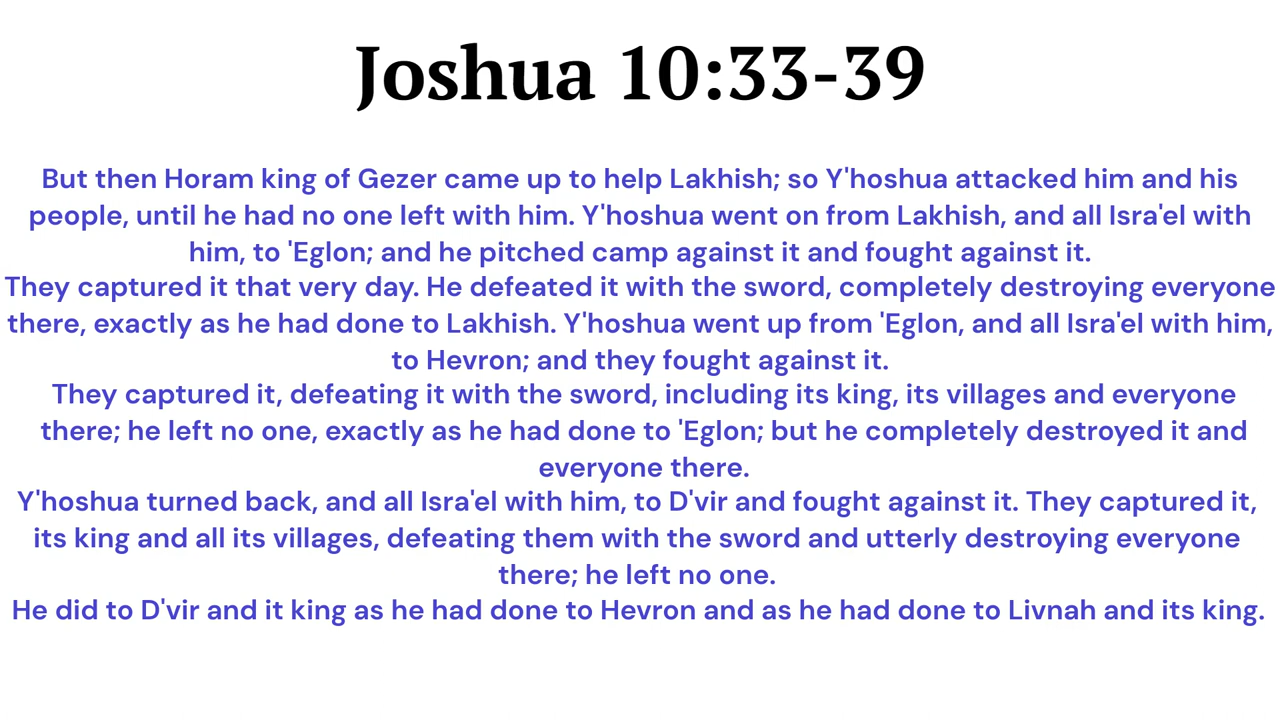 Joshua 10:33-39
But then Horam king of Gezer came up to help Lakhish; so Y'hoshua attacked him and his
people, until he had no one left with him. Y'hoshua went on from Lakhish, and all Isra'el with
him, to 'Eglon; and he pitched camp against it and fought against it.
They captured it that very day. He defeated it with the sword, completely destroying everyone
there, exactly as he had done to Lakhish. Y'hoshua went up from 'Eglon, and all Isra'el with him,
to Hevron; and they fought against it.
They captured it, defeating it with the sword, including its king, its villages and everyone
there; he left no one, exactly as he had done to 'Eglon; but he completely destroyed it and
everyone there.
Y'hoshua turned back, and all Isra'el with him, to D'vir and fought against it. They captured it,
its king and all its villages, defeating them with the sword and utterly destroying everyone
there; he left no one.
He did to D'vir and it king as he had done to Hevron and as he had done to Livnah and its king.